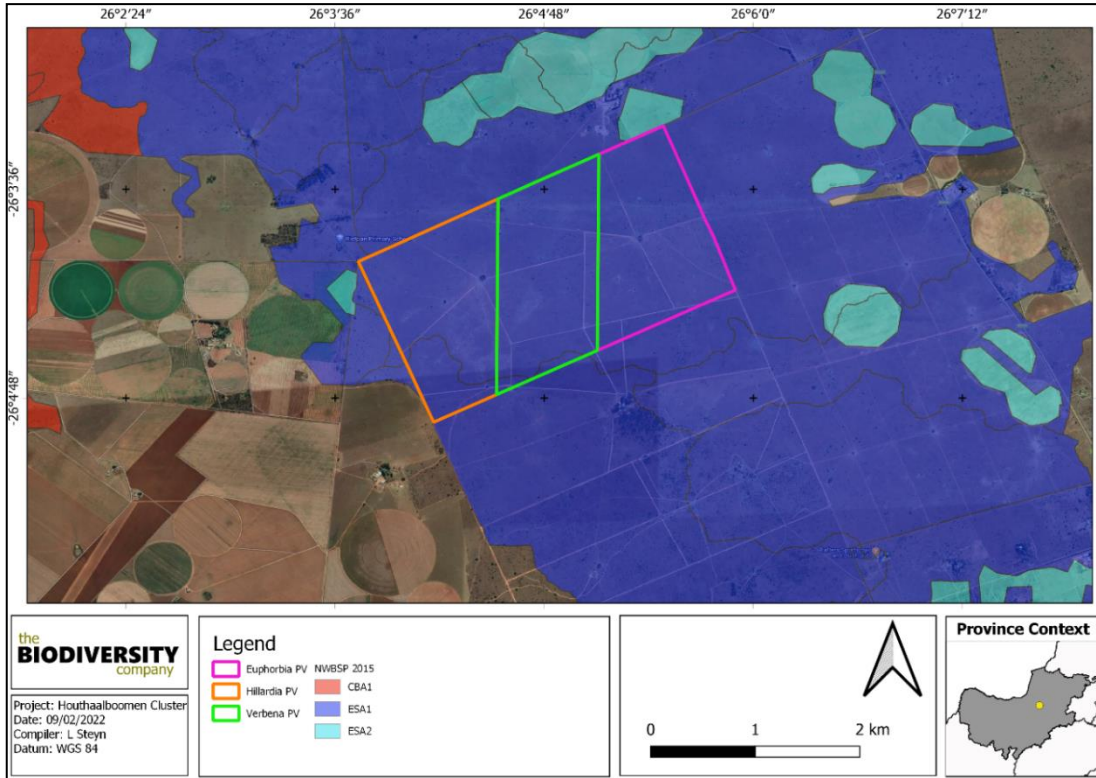 26°2′24″ 26°3′36″ 26°4′48″ 26°6′0″ 26°7′12″
-26°3′36″
-26°4′48″
the
BIODIVERSITY
company
Project: Houthaalboomen Cluster
Date: 09/02/2022
Compiler: L Steyn
Datum: WGS 84
Legend
Euphorbia PV
Hillardia PV
Verbena PV
NWBSP 2015
CBA1
ESA1
ESA2
0 1 2 km
Province Context